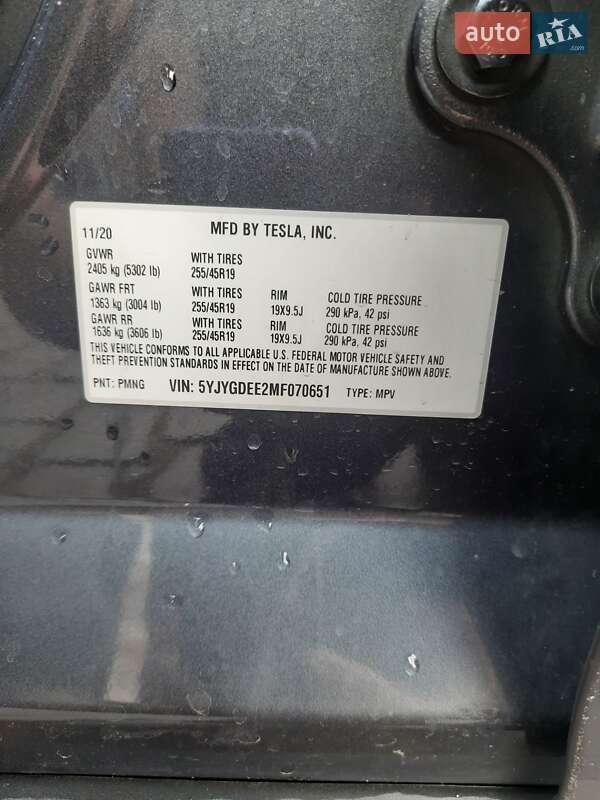 auto RIA.com
11/20 MFD BY TESLA, INC.
GVWR WITH TIRES
2405 kg (5302 lb) 255/45R19
GAWR FRT WITH TIRES RIM COLD TIRE PRESSURE
1363 kg (3004 lb) 255/45R19 19X9.5J 290 kPa, 42 psi
GAWR RR WITH TIRES RIM COLD TIRE PRESSURE
1636 kg (3606 lb) 255/45R19 19X9.5J 290 kPa, 42 psi
THIS VEHICLE CONFORMS TO ALL APPLICABLE U.S. FEDERAL MOTOR VEHICLE SAFETY AND
THEFT PREVENTION STANDARDS IN EFFECT ON THE DATE OF MANUFACTURE SHOWN ABOVE.
PNT: PMNG VIN: 5YJYGDEE2MF070651 TYPE: MPV